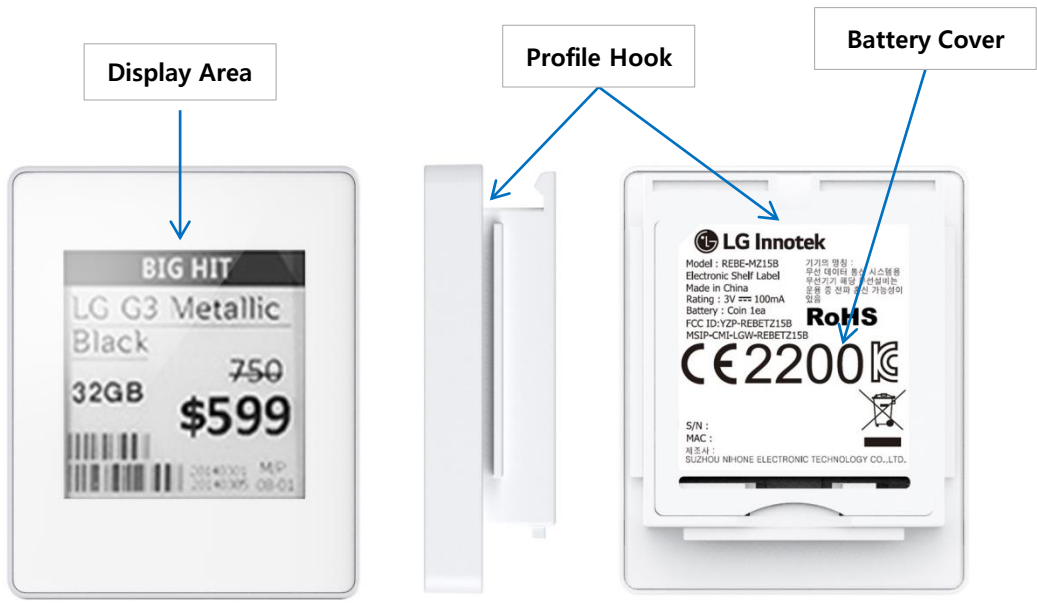 Display Area
Profile Hook
Battery Cover
BIG HIT
LG G3 Metallic
Black
750
32GB
$599
20140301 M/P
20140305 08-01
LG Innotek
Model : REBE-MZ15B
Electronic Shelf Label
Made in China
Rating : 3V 100mA
Battery : Coin 1ea
FCC ID:YZP-REBETZ15B
MSIP-CMI-LGW-REBETZ15B
기기의 명칭 :
무선 데이터 통신 시스템용
무선기기 해당 무선설비는
운용 중 전파 혼신 가능성이
있음
RoHS
CE2200
S/N :
MAC :
제조사 :
SUZHOU NIHONE ELECTRONIC TECHNOLOGY CO.,LTD.